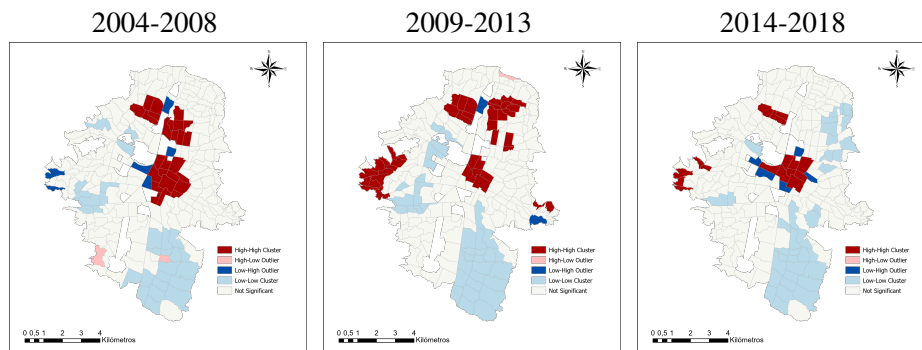 2004-2008
2009-2013
2014-2018
N
W
E
S
High-High Cluster
High-Low Outlier
Low-High Outlier
Low-Low Cluster
Not Significant
0 0,5 1 2 3 4
Kilómetros
N
W
E
S
High-High Cluster
High-Low Outlier
Low-High Outlier
Low-Low Cluster
Not Significant
0 0,5 1 2 3 4
Kilómetros
N
W
E
S
High-High Cluster
High-Low Outlier
Low-High Outlier
Low-Low Cluster
Not Significant
0 0,5 1 2 3 4
Kilómetros